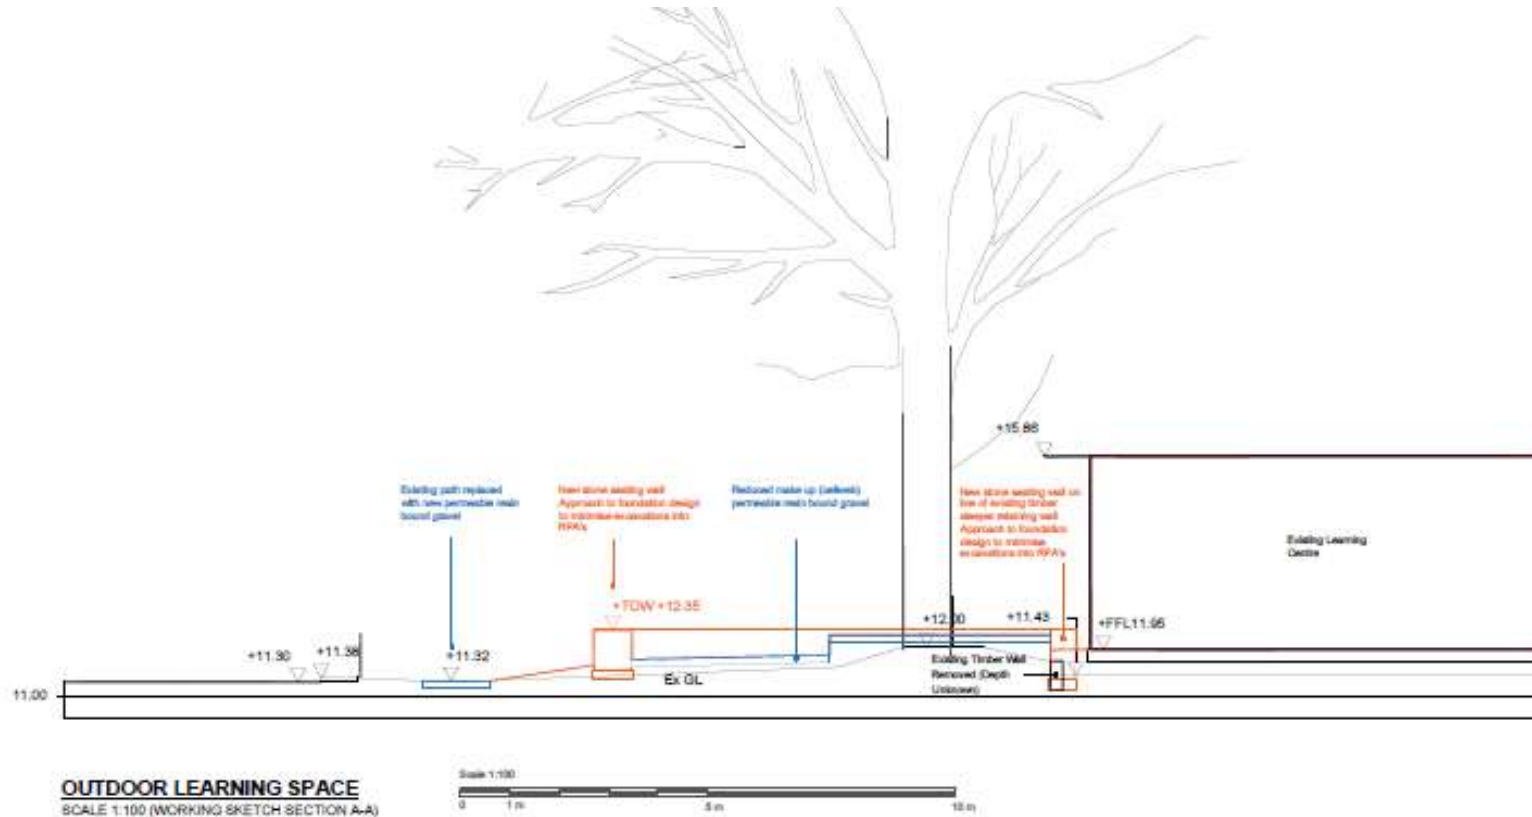 +15.86
Existing path replaced
with new permeable resin
bound gravel
New stone seating wall
Approach to foundation design
to minimise excavations into
RPA's
Reduced make up (cellweb)
permeable resin bound gravel
New stone seating wall on
line of existing timber
sleeper retaining wall
Approach to foundation
design to minimise
excavations into RPA's
Existing Learning
Centre
+TOW +12.35
+12.00
+11.43
+FFL11.95
+11.30
+11.38
+11.32
Ex GL
Existing Timber Wall
Removed (Depth
Unknown)
11.00
OUTDOOR LEARNING SPACE
SCALE 1:100 (WORKING SKETCH SECTION A-A)
Scale 1:100
0 1 m 5 m 10 m